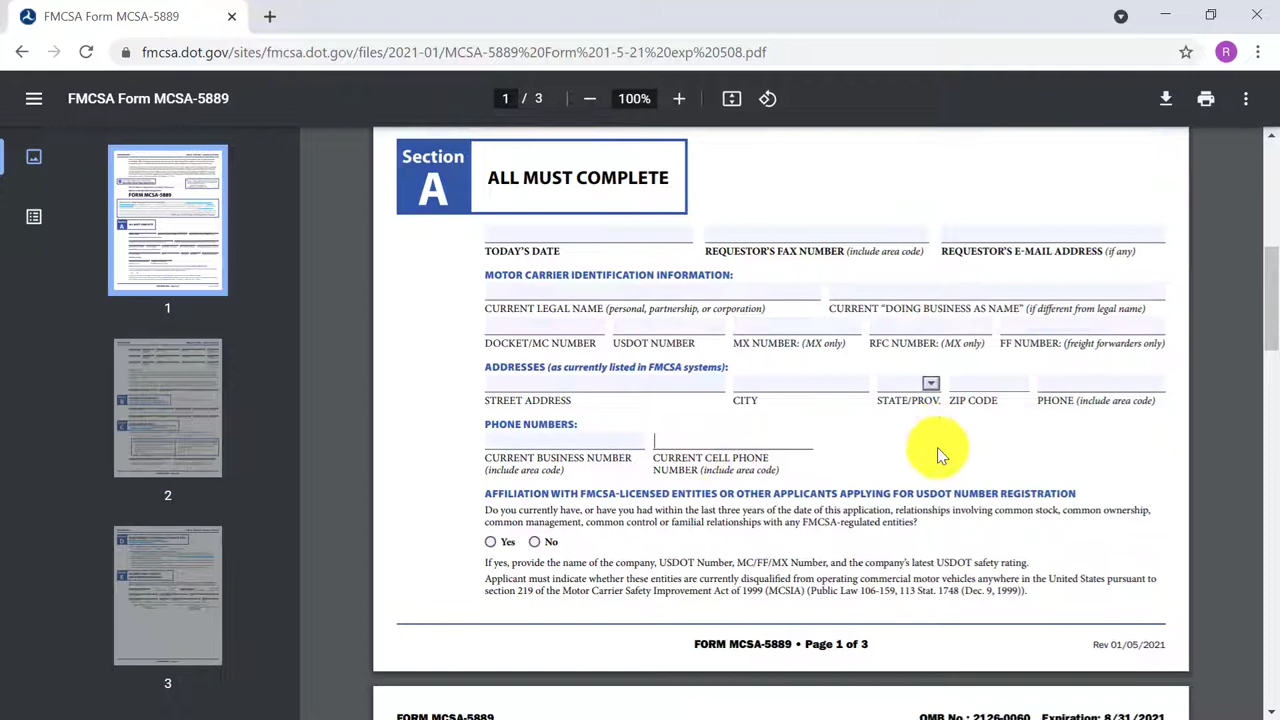 FMCSA Form MCSA-5889
fmcsa.dot.gov/sites/fmcsa.dot.gov/files/2021-01/MCSA-5889%20Form%201-5-21%20exp%20508.pdf
R
FMCSA Form MCSA-5889
1 / 3
100%
1
2
3
Section
A
ALL MUST COMPLETE
TODAY'S DATE REQUESTOR'S FAX NUMBER (include area code) REQUESTOR'S E-MAIL ADDRESS (if any)
MOTOR CARRIER IDENTIFICATION INFORMATION:
CURRENT LEGAL NAME (personal, partnership, or corporation) CURRENT “DOING BUSINESS AS NAME” (if different from legal name)
DOCKET/MC NUMBER USDOT NUMBER MX NUMBER: (MX only) RFC NUMBER: (MX only) FF NUMBER: (freight forwarders only)
ADDRESSES (as currently listed in FMCSA systems):
STREET ADDRESS CITY STATE/PROV. ZIP CODE PHONE (include area code)
PHONE NUMBERS:
CURRENT BUSINESS NUMBER CURRENT CELL PHONE
(include area code) NUMBER (include area code)
AFFILIATION WITH FMCSA-LICENSED ENTITIES OR OTHER APPLICANTS APPLYING FOR USDOT NUMBER REGISTRATION
Do you currently have, or have you had within the last three years of the date of this application, relationships involving common stock, common ownership,
common management, common control or familial relationships with any FMCSA-regulated entities?
Yes No
If yes, provide the name of the company, USDOT Number, MC/FF/MX Number, and the company's latest USDOT safety rating.
Applicant must indicate whether these entities are currently disqualified from operating commercial motor vehicles anywhere in the United States pursuant to
section 219 of the Motor Carrier Safety Improvement Act of 1999 (MCSIA) (Public Law 106-159, 113 Stat. 1748 (Dec. 9, 1999)).
FORM MCSA-5889 • Page 1 of 3
Rev 01/05/2021
FORM MCSA-5889 OMB No.: 2126-0060 Expiration: 8/31/2021